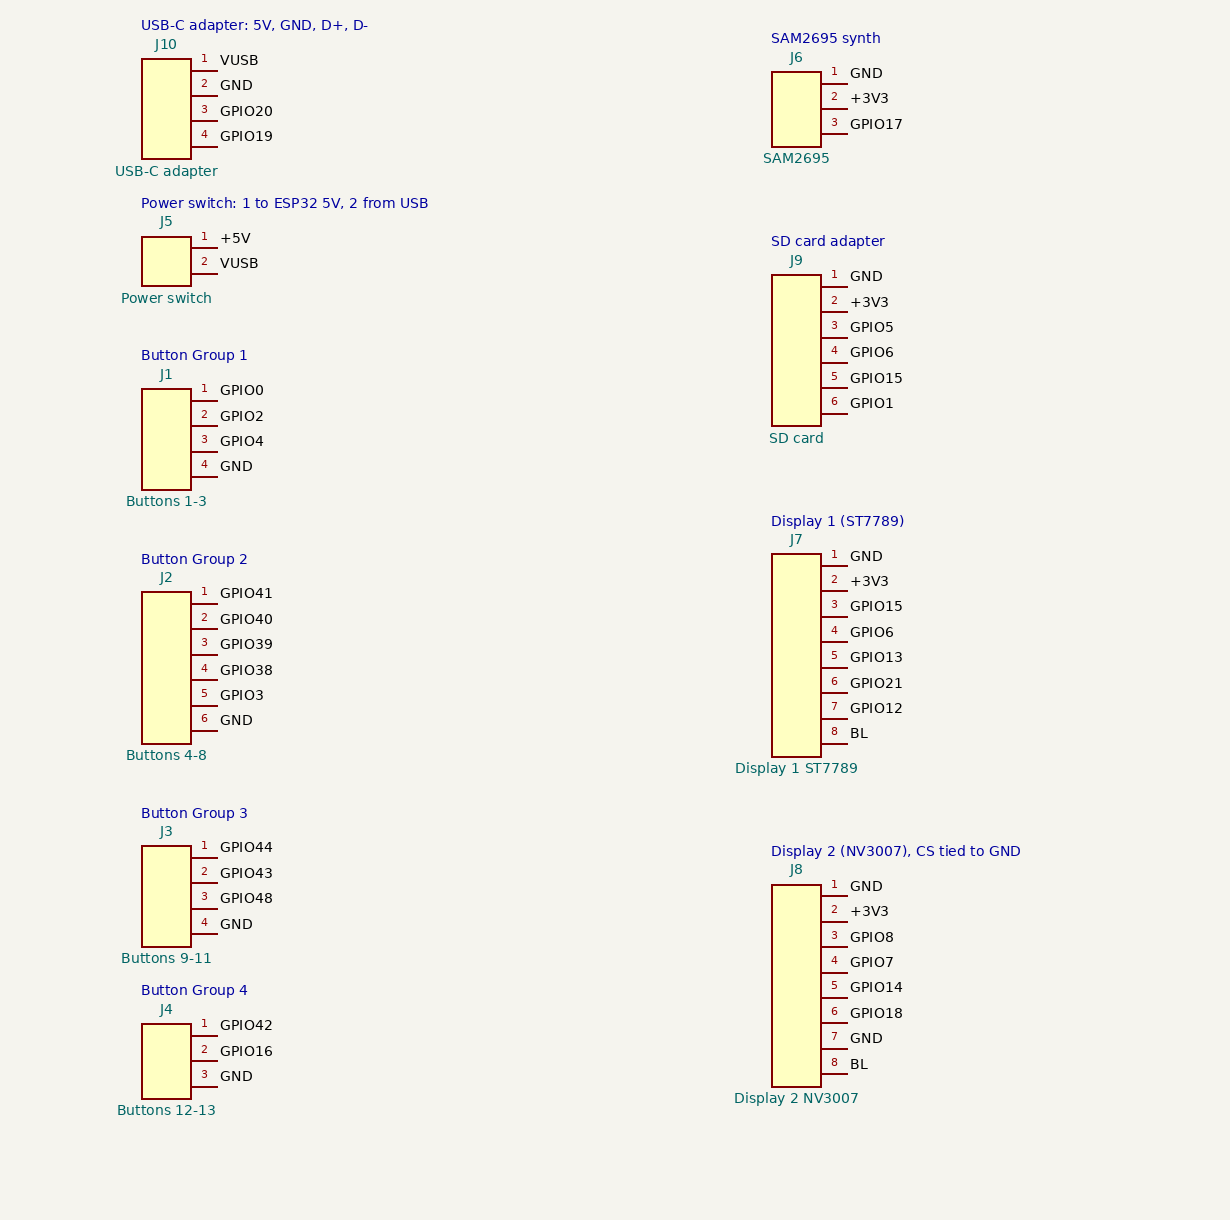 USB-C adapter: 5V, GND, D+, D-
J10
1 VUSB
2 GND
3 GPIO20
4 GPIO19
USB-C adapter
Power switch: 1 to ESP32 5V, 2 from USB
J5
1 +5V
2 VUSB
Power switch
Button Group 1
J1
1 GPIO0
2 GPIO2
3 GPIO4
4 GND
Buttons 1-3
Button Group 2
J2
1 GPIO41
2 GPIO40
3 GPIO39
4 GPIO38
5 GPIO3
6 GND
Buttons 4-8
Button Group 3
J3
1 GPIO44
2 GPIO43
3 GPIO48
4 GND
Buttons 9-11
Button Group 4
J4
1 GPIO42
2 GPIO16
3 GND
Buttons 12-13
SAM2695 synth
J6
1 GND
2 +3V3
3 GPIO17
SAM2695
SD card adapter
J9
1 GND
2 +3V3
3 GPIO5
4 GPIO6
5 GPIO15
6 GPIO1
SD card
Display 1 (ST7789)
J7
1 GND
2 +3V3
3 GPIO15
4 GPIO6
5 GPIO13
6 GPIO21
7 GPIO12
8 BL
Display 1 ST7789
Display 2 (NV3007), CS tied to GND
J8
1 GND
2 +3V3
3 GPIO8
4 GPIO7
5 GPIO14
6 GPIO18
7 GND
8 BL
Display 2 NV3007